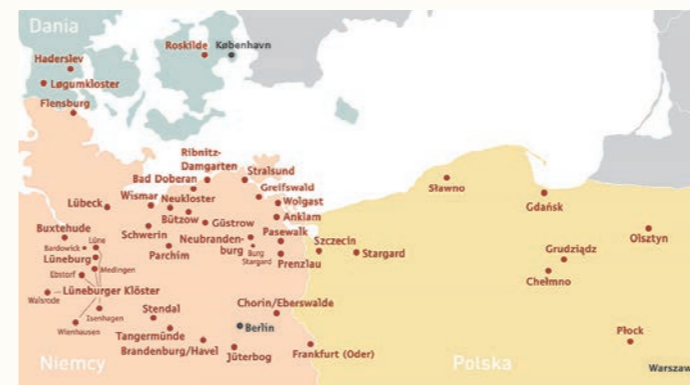 Dania
Roskilde
København
Haderslev
Løgumkloster
Flensburg
Ribnitz-
Damgarten
Stralsund
Bad Doberan
Greifswald
Wismar
Neukloster
Wolgast
Lübeck
Bützow
Güstrow
Anklam
Buxtehude
Schwerin
Pasewalk
Lüne
Bardowick
Neubranden-
burg
Burg
Stargard
Lüneburg
Parchim
Prenzlau
Medingen
Ebstorf
Lüneburger Klöster
Walsrode
Isenhagen
Stendal
Chorin/Eberswalde
Wienhausen
Tangermünde
Berlin
Brandenburg/Havel
Jüterbog
Frankfurt (Oder)
Niemcy
Sławno
Gdańsk
Szczecin
Stargard
Olsztyn
Grudziądz
Chełmno
Płock
Polska
Warszaw